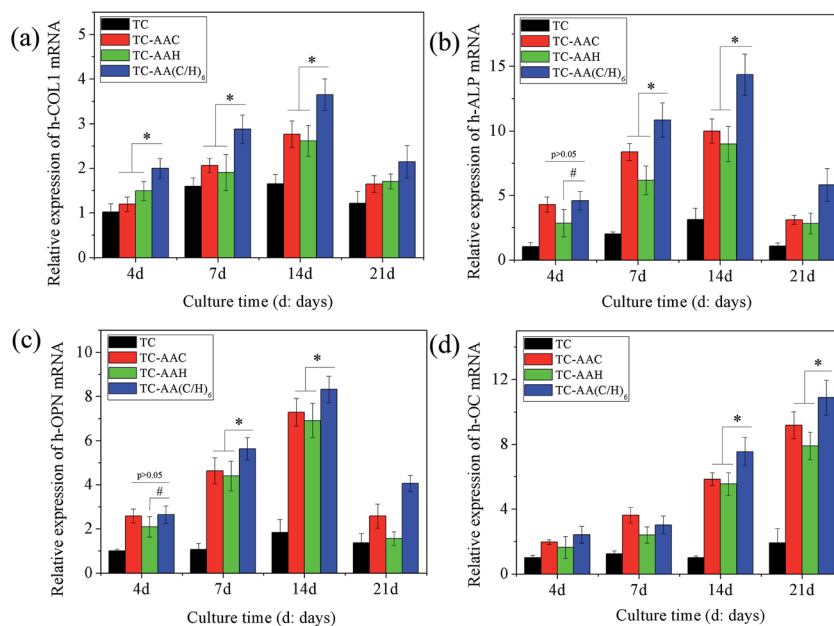 (a)
Relative expression of h-COL1 mRNA
5
4
3
2
1
0
TC
TC-AAC
TC-AAH
TC-AA(C/H)6
*
*
*
4d 7d 14d 21d
Culture time (d: days)
(b)
Relative expression of h-ALP mRNA
15
10
5
0
TC
TC-AAC
TC-AAH
TC-AA(C/H)6
p>0.05
#
*
*
4d 7d 14d 21d
Culture time (d: days)
(c)
Relative expression of h-OPN mRNA
10
8
6
4
2
0
TC
TC-AAC
TC-AAH
TC-AA(C/H)6
p>0.05
#
*
*
4d 7d 14d 21d
Culture time (d: days)
(d)
Relative expression of h-OC mRNA
12
8
4
0
TC
TC-AAC
TC-AAH
TC-AA(C/H)6
*
*
4d 7d 14d 21d
Culture time (d: days)